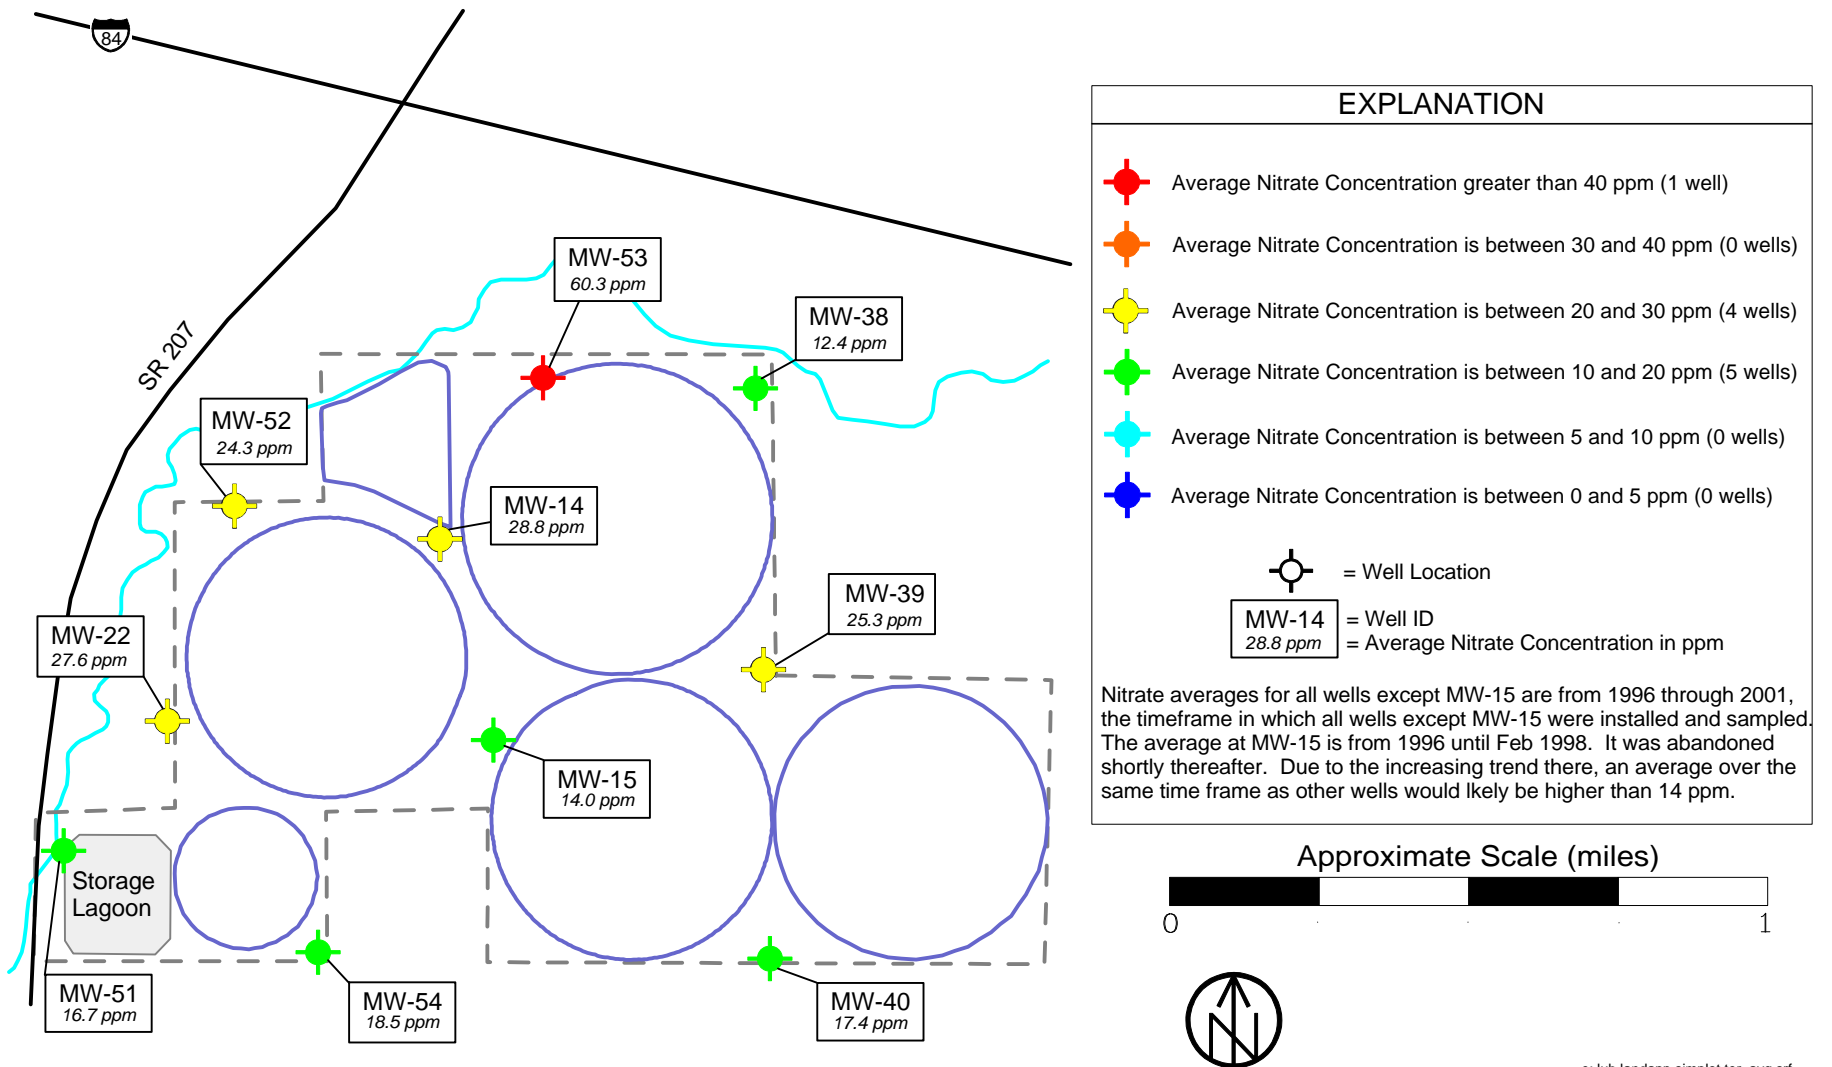 84
SR 207
MW-53
60.3 ppm
MW-38
12.4 ppm
MW-52
24.3 ppm
MW-14
28.8 ppm
MW-39
25.3 ppm
MW-22
27.6 ppm
MW-15
14.0 ppm
Storage
Lagoon
MW-51
16.7 ppm
MW-54
18.5 ppm
MW-40
17.4 ppm
EXPLANATION
Average Nitrate Concentration greater than 40 ppm (1 well)
Average Nitrate Concentration is between 30 and 40 ppm (0 wells)
Average Nitrate Concentration is between 20 and 30 ppm (4 wells)
Average Nitrate Concentration is between 10 and 20 ppm (5 wells)
Average Nitrate Concentration is between 5 and 10 ppm (0 wells)
Average Nitrate Concentration is between 0 and 5 ppm (0 wells)
= Well Location
MW-14 = Well ID
28.8 ppm = Average Nitrate Concentration in ppm
Nitrate averages for all wells except MW-15 are from 1996 through 2001,
the timeframe in which all wells except MW-15 were installed and sampled.
The average at MW-15 is from 1996 until Feb 1998. It was abandoned
shortly thereafter. Due to the increasing trend there, an average over the
same time frame as other wells would lkely be higher than 14 ppm.
Approximate Scale (miles)
0 1
N